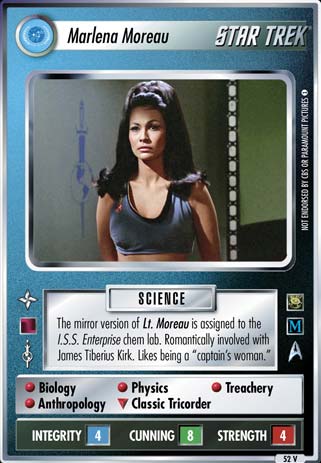 Marlena Moreau
STAR TREK
NOT ENDORSED BY CBS OR PARAMOUNT PICTURES
SCIENCE
The mirror version of Lt. Moreau is assigned to the
I.S.S. Enterprise chem lab. Romantically involved with
James Tiberius Kirk. Likes being a “captain’s woman.”
M
Biology Physics Treachery
Anthropology Classic Tricorder
INTEGRITY 4 CUNNING 8 STRENGTH 4
52 V